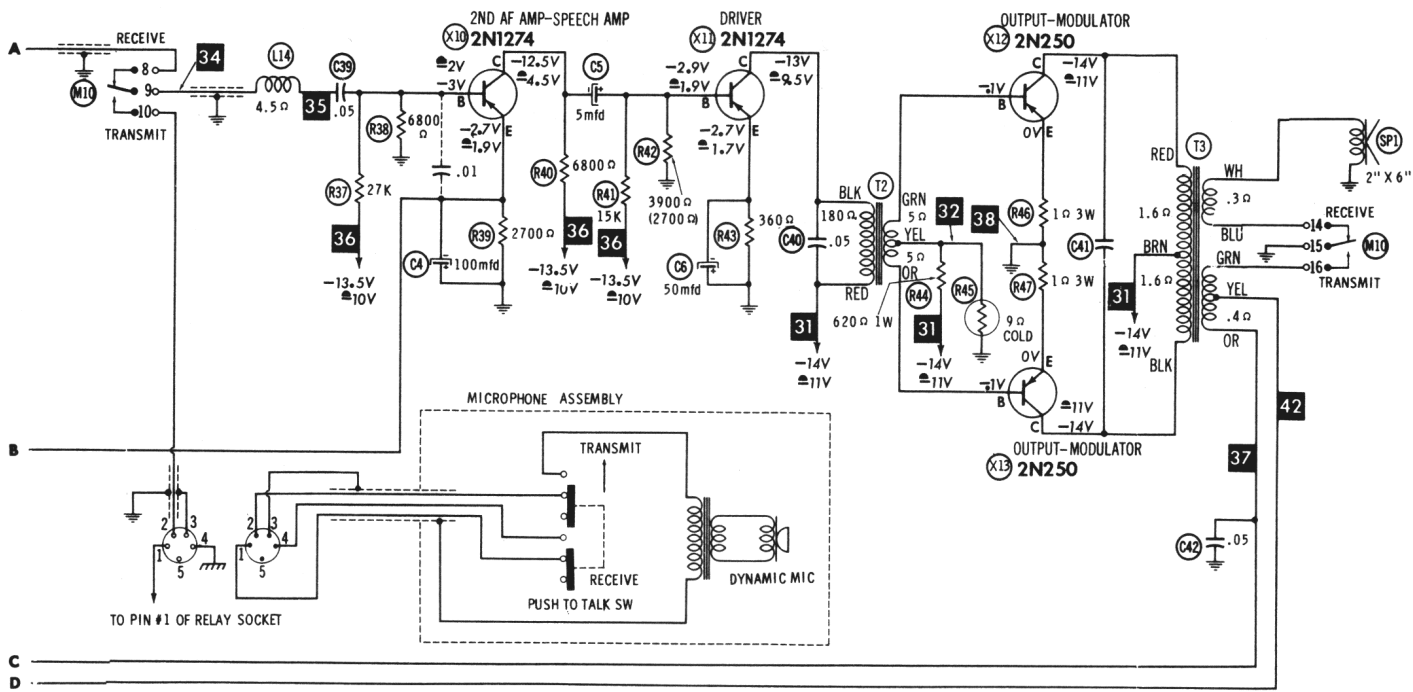 2ND AF AMP-SPEECH AMP
X10 2N1274
DRIVER
X11 2N1274
OUTPUT-MODULATOR
X12 2N250
A
RECEIVE
34
8
9
10
M10
TRANSMIT
L14
4.5Ω
35
C39
.05
R38
6800
Ω
2V
-3V
B
C
-12.5V
4.5V
-2.7V
E
1.9V
.01
R37
27K
36
-13.5V
10V
C4
100mfd
R39
2700Ω
C5
5mfd
R40
6800Ω
36
-13.5V
10V
R41
15K
36
-13.5V
10V
R42
3900Ω
(2700Ω)
-2.9V
1.9V
B
C
-13V
9.5V
-2.7V
E
1.7V
C6
50mfd
R43
360Ω
BLK
180Ω
C40
.05
RED
31
-14V
11V
T2
GRN
5Ω
YEL
5Ω
OR
32
R44
620Ω 1W
31
-14V
11V
R45
9Ω
COLD
38
-.1V
B
C
-14V
11V
0V
E
R46
1Ω 3W
R47
1Ω 3W
0V
E
-.1V
B
11V
C
-14V
OUTPUT-MODULATOR
X13 2N250
C41
RED
1.6Ω
BRN
1.6Ω
31
-14V
11V
BLK
T3
WH
.3Ω
BLU
GRN
YEL
.4Ω
OR
SP1
2" X 6"
14
15
16
RECEIVE
M10
TRANSMIT
42
37
C42
.05
B
MICROPHONE ASSEMBLY
TRANSMIT
RECEIVE
PUSH TO TALK SW
DYNAMIC MIC
2
3
1
4
5
2
3
1
4
5
TO PIN #1 OF RELAY SOCKET
C
D